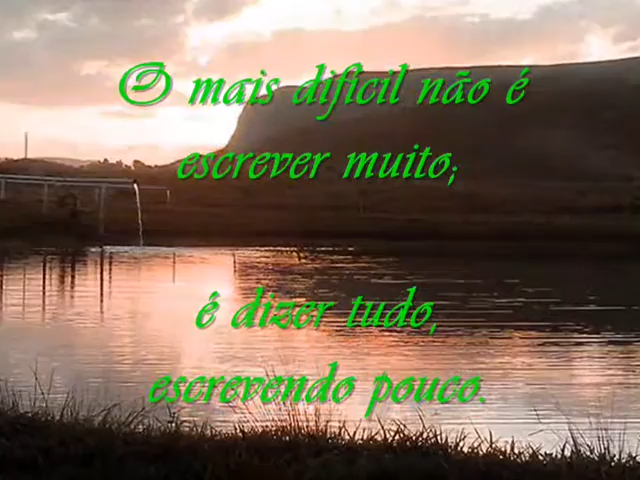 O mais difícil não é
escrever muito;
é dizer tudo,
escrevendo pouco.